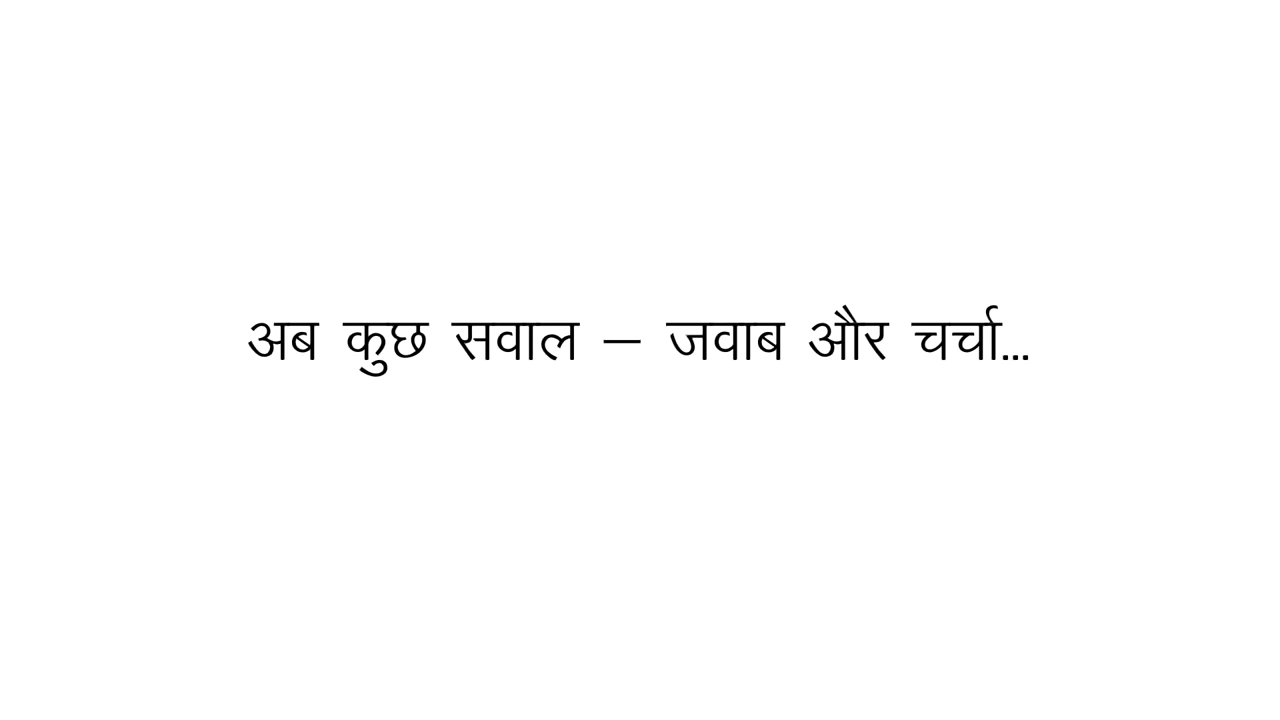 अब कुछ सवाल – जवाब और चर्चा...